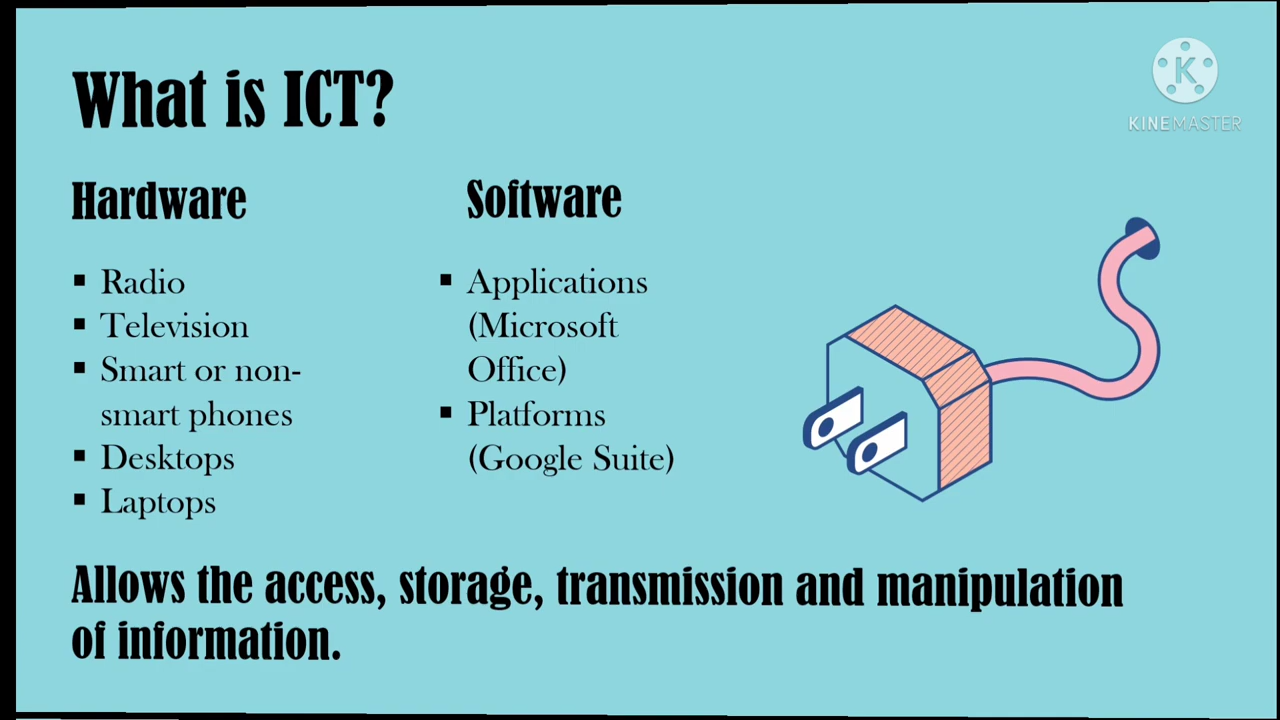 What is ICT?
K
KINEMASTER
Hardware
▪ Radio
▪ Television
▪ Smart or non-
smart phones
▪ Desktops
▪ Laptops
Software
▪ Applications
(Microsoft
Office)
▪ Platforms
(Google Suite)
Allows the access, storage, transmission and manipulation
of information.